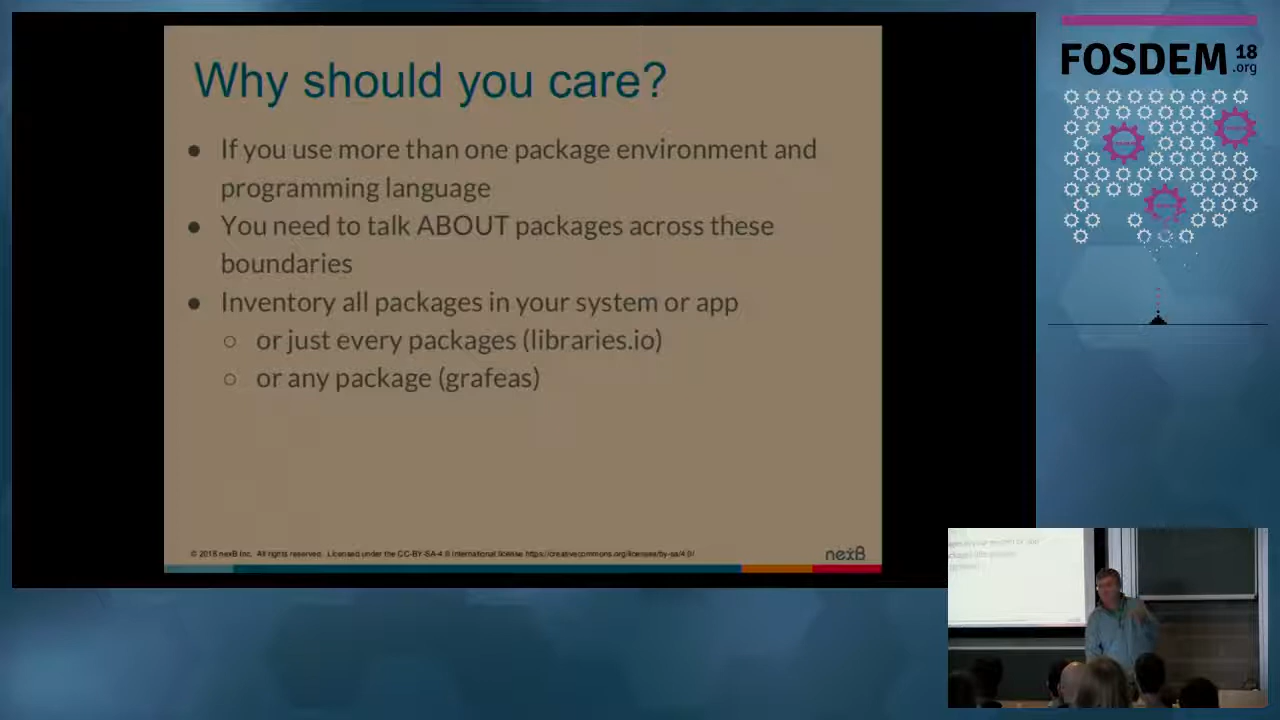 Why should you care?
● If you use more than one package environment and
programming language
● You need to talk ABOUT packages across these
boundaries
● Inventory all packages in your system or app
○ or just every packages (libraries.io)
○ or any package (grafeas)
© 2018 nexB Inc. All rights reserved. Licensed under the CC-BY-SA-4.0 International license https://creativecommons.org/licenses/by-sa/4.0/
nexB
FOSDEM 18
.org